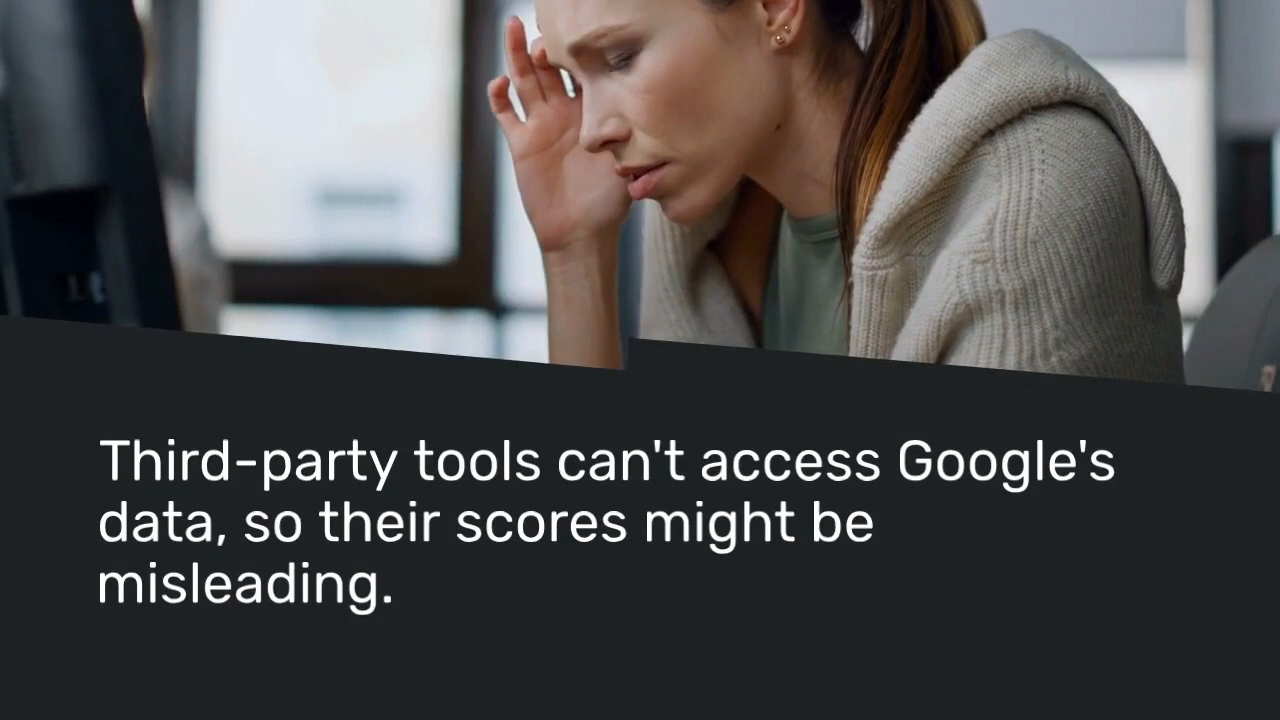 Third-party tools can't access Google's
data, so their scores might be
misleading.